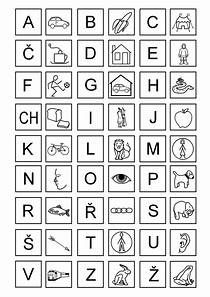 A B C
Č D E
F G H
CH I J
K L M
N O P
R Ř S
Š T U
V Z Ž